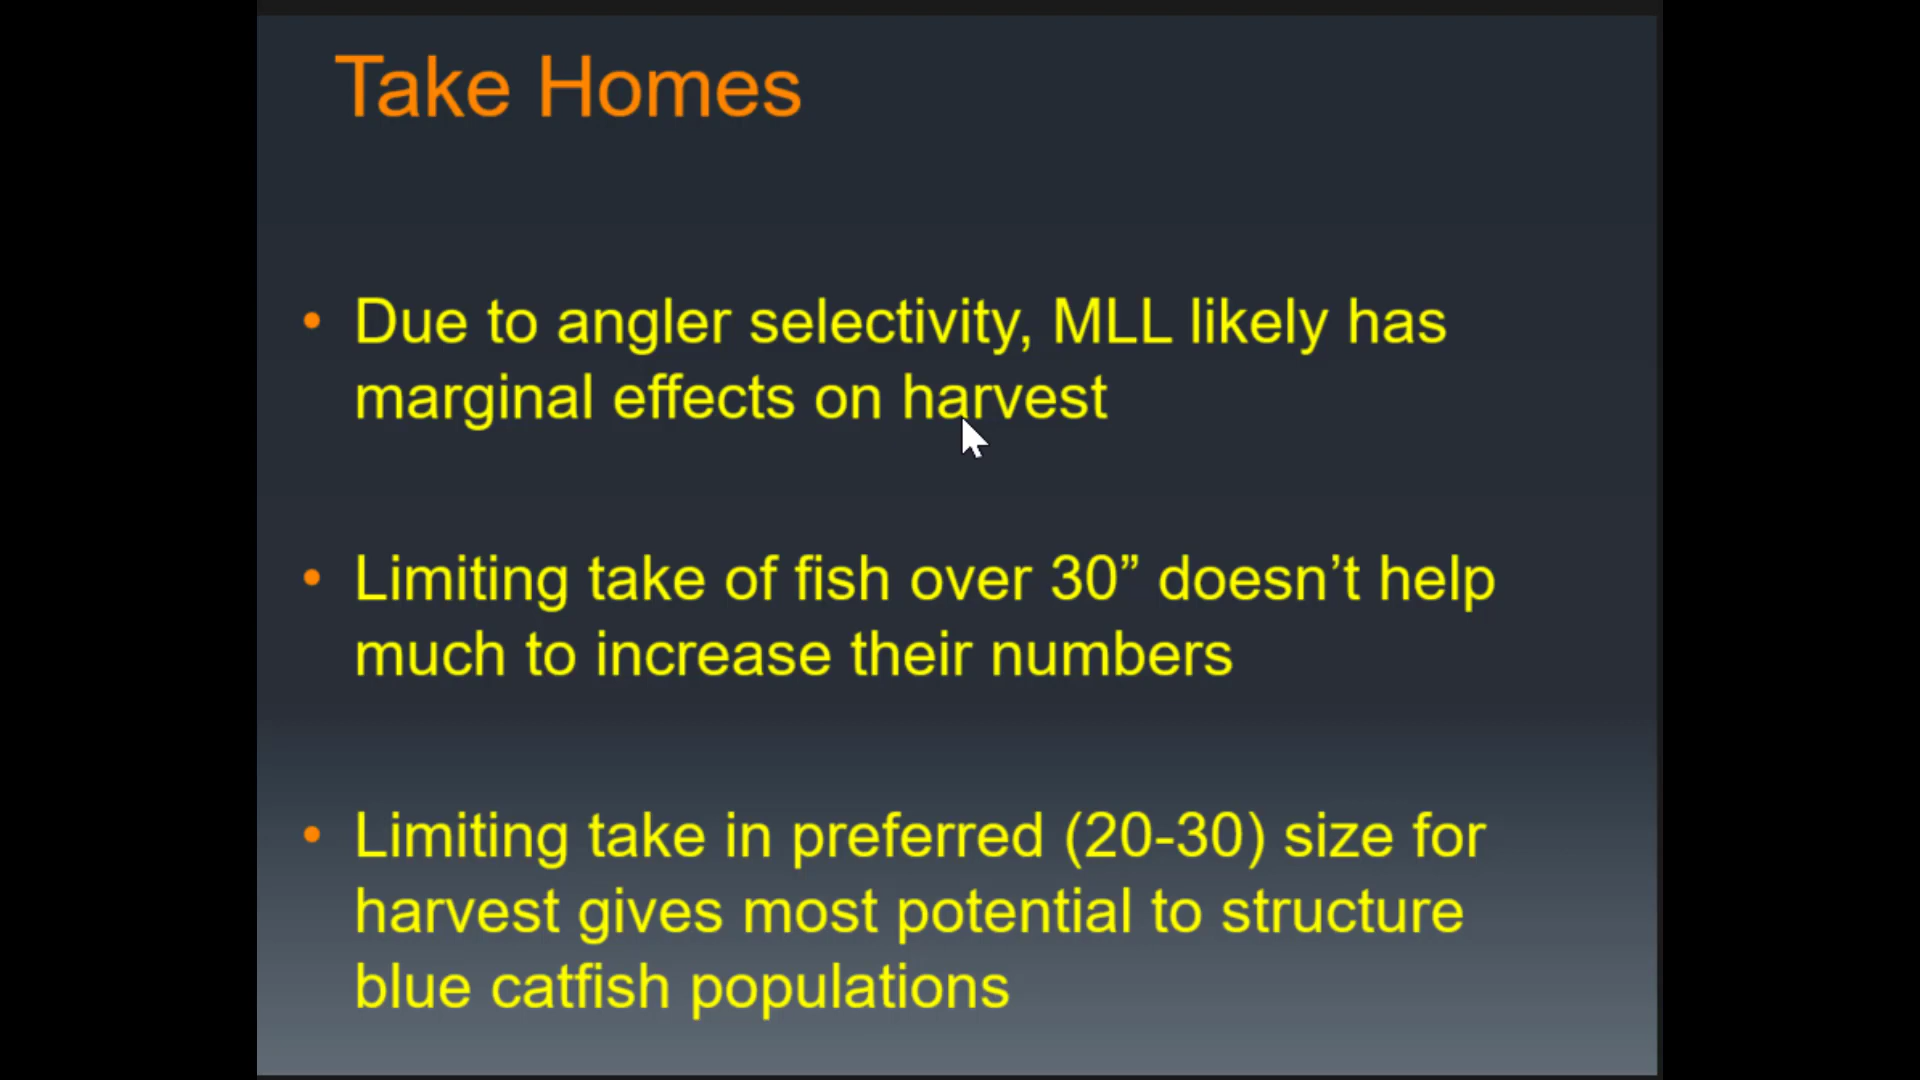 Take Homes
• Due to angler selectivity, MLL likely has
marginal effects on harvest
• Limiting take of fish over 30” doesn’t help
much to increase their numbers
• Limiting take in preferred (20-30) size for
harvest gives most potential to structure
blue catfish populations